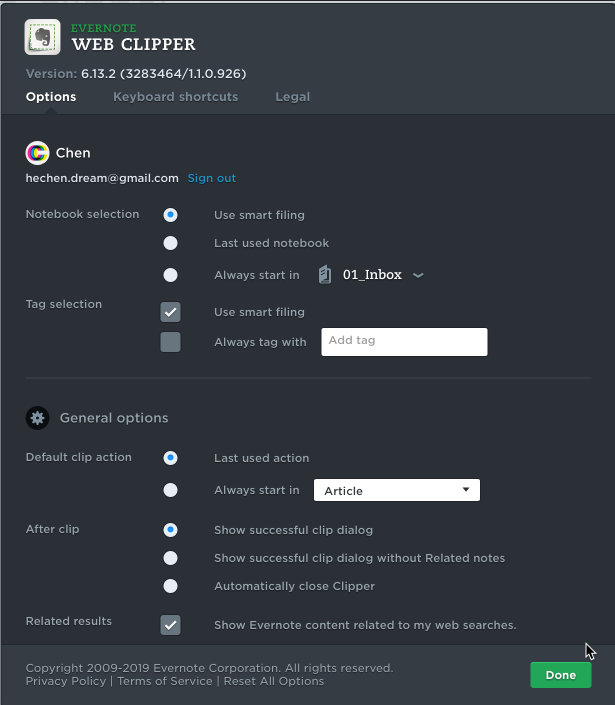 EVERNOTE
WEB CLIPPER
Version: 6.13.2 (3283464/1.1.0.926)
Options Keyboard shortcuts Legal
Chen
hechen.dream@gmail.com Sign out
Notebook selection Use smart filing
Last used notebook
Always start in 01_Inbox
Tag selection Use smart filing
Always tag with Add tag
General options
Default clip action Last used action
Always start in Article
After clip Show successful clip dialog
Show successful clip dialog without Related notes
Automatically close Clipper
Related results Show Evernote content related to my web searches.
Copyright 2009-2019 Evernote Corporation. All rights reserved.
Privacy Policy | Terms of Service | Reset All Options
Done